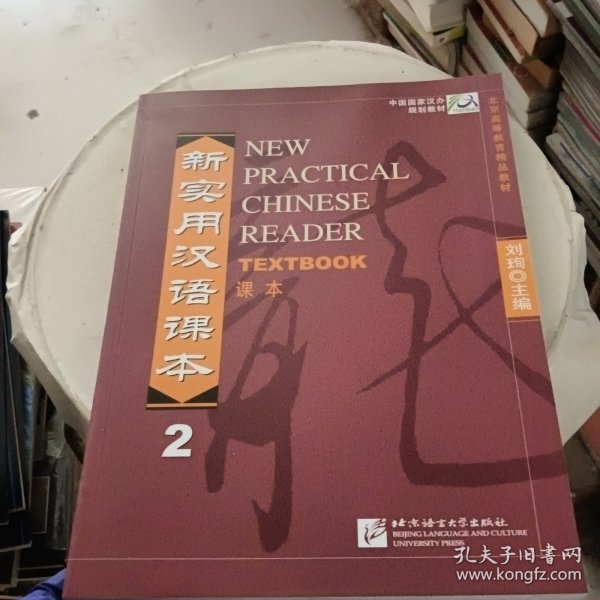 中国国家汉办
规划教材
Hanban
北京高等教育精品教材
新实用汉语课本
NEW
PRACTICAL
CHINESE
READER
TEXTBOOK
课本
刘珣◎主编
2
北京语言大学出版社
BEIJING LANGUAGE AND CULTURE
UNIVERSITY PRESS
孔夫子旧书网
www.kongfz.com